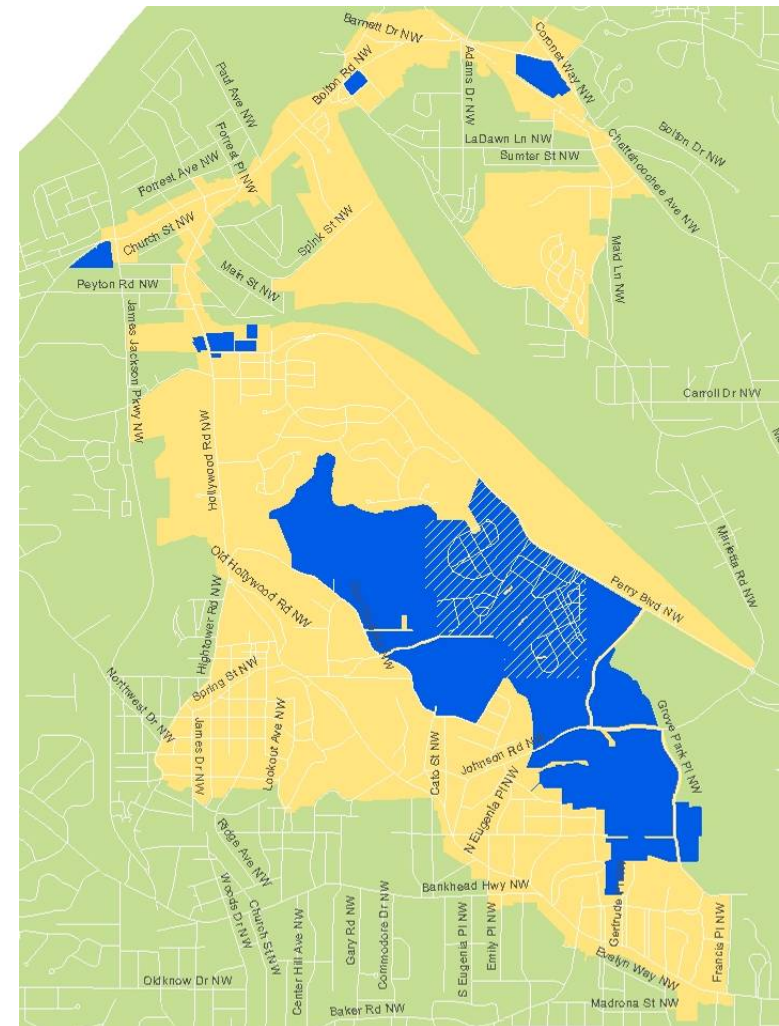 Barnett Dr NW
Coronet Way NW
Paul Ave NW
Bolton Rd NW
Adams Dr NW
Bolton Dr NW
LaDawn Ln NW
Sumter St NW
Chattahoochee Ave NW
Forrest Ave NW
Forrest Pl NW
Church St NW
Spink St NW
Main St NW
Maid Ln NW
Peyton Rd NW
James Jackson Pkwy NW
Carroll Dr NW
Hollywood Rd NW
Marietta Rd NW
Old Hollywood Rd NW
Perry Blvd NW
Hightower Rd NW
Spring St NW
Northwest Dr NW
James Dr NW
Lookout Ave NW
Cato St NW
Johnson Rd NW
Grove Park Pl NW
N Eugenia Pl NW
Ridge Ave NW
Woods Dr NW
Church St NW
Center Hill Ave NW
Gary Rd NW
Commodore Dr NW
Bankhead Hwy NW
S Eugenia Pl NW
Emily Pl NW
Gertrude Pl NW
Evelyn Way NW
Francis Pl NW
Oldknow Dr NW
Baker Rd NW
Madrona St NW